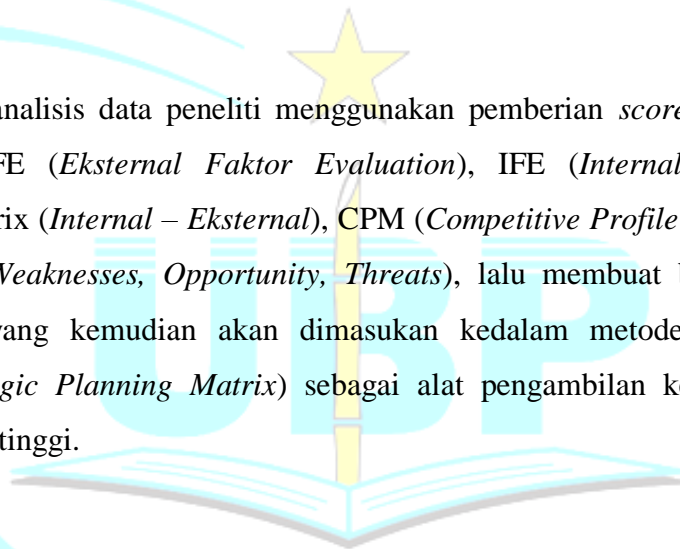 analisis data peneliti menggunakan pemberian score
FE (Eksternal Faktor Evaluation), IFE (Internal
rix (Internal – Eksternal), CPM (Competitive Profile
Weaknesses, Opportunity, Threats), lalu membuat
yang kemudian akan dimasukan kedalam metode
gic Planning Matrix) sebagai alat pengambilan ke
tinggi.
UBP